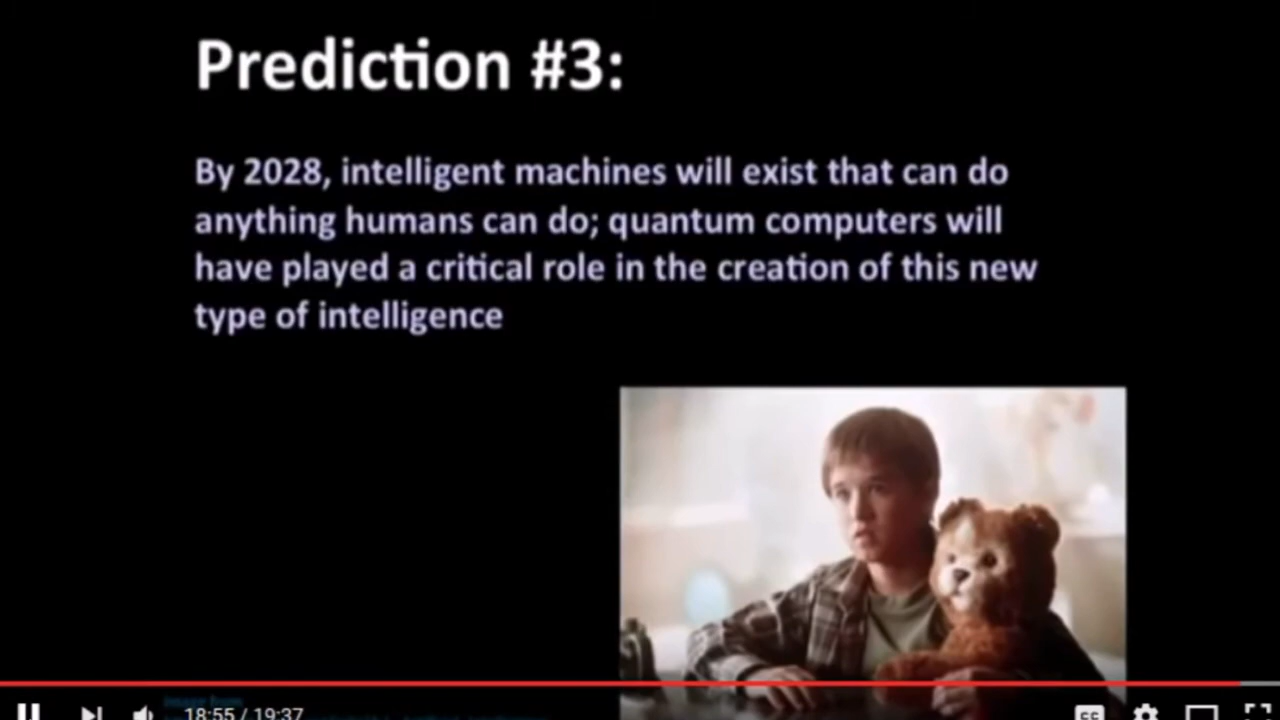 Prediction #3:
By 2028, intelligent machines will exist that can do
anything humans can do; quantum computers will
have played a critical role in the creation of this new
type of intelligence
18:55 / 19:37
CC